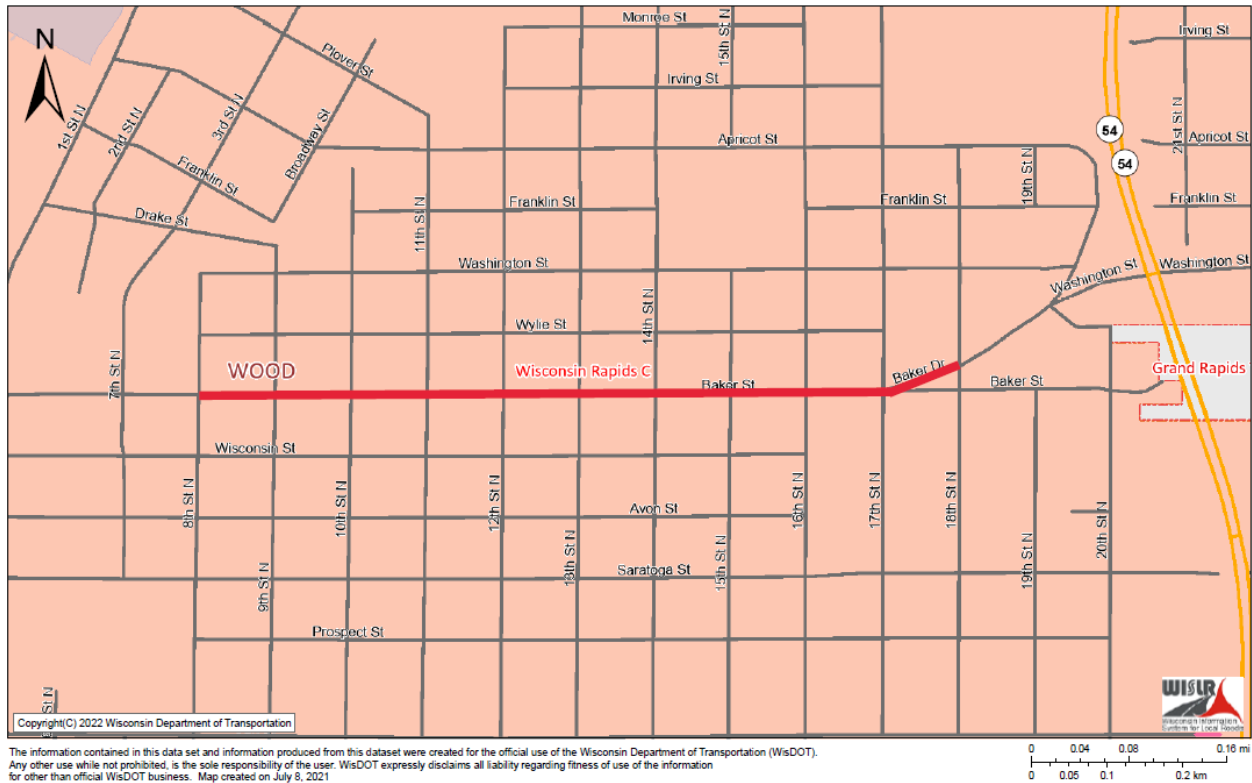 Monroe St
Irving St
N
Plover St
15th St N
Irving St
1st St N
2nd St N
3rd St N
Broadway St
54
21st St N
Apricot St
Apricot St
54
Franklin St
19th St N
Franklin St
Franklin St
Franklin St
Drake St
11th St N
Washington St
Washington St
Washington St
14th St N
Wylie St
7th St N
WOOD
Wisconsin Rapids C
Baker St
Baker Dr
Baker St
Grand Rapids
Wisconsin St
8th St N
10th St N
12th St N
16th St N
17th St N
18th St N
20th St N
Avon St
13th St N
15th St N
19th St N
9th St N
Saratoga St
Prospect St
St N
WISLR
Wisconsin Information
System for Local Roads
Copyright(C) 2022 Wisconsin Department of Transportation
The information contained in this data set and information produced from this dataset were created for the official use of the Wisconsin Department of Transportation (WisDOT).
Any other use while not prohibited, is the sole responsibility of the user. WisDOT expressly disclaims all liability regarding fitness of use of the information
for other than official WisDOT business. Map created on July 8, 2021
0 0.04 0.08 0.16 mi
0 0.05 0.1 0.2 km